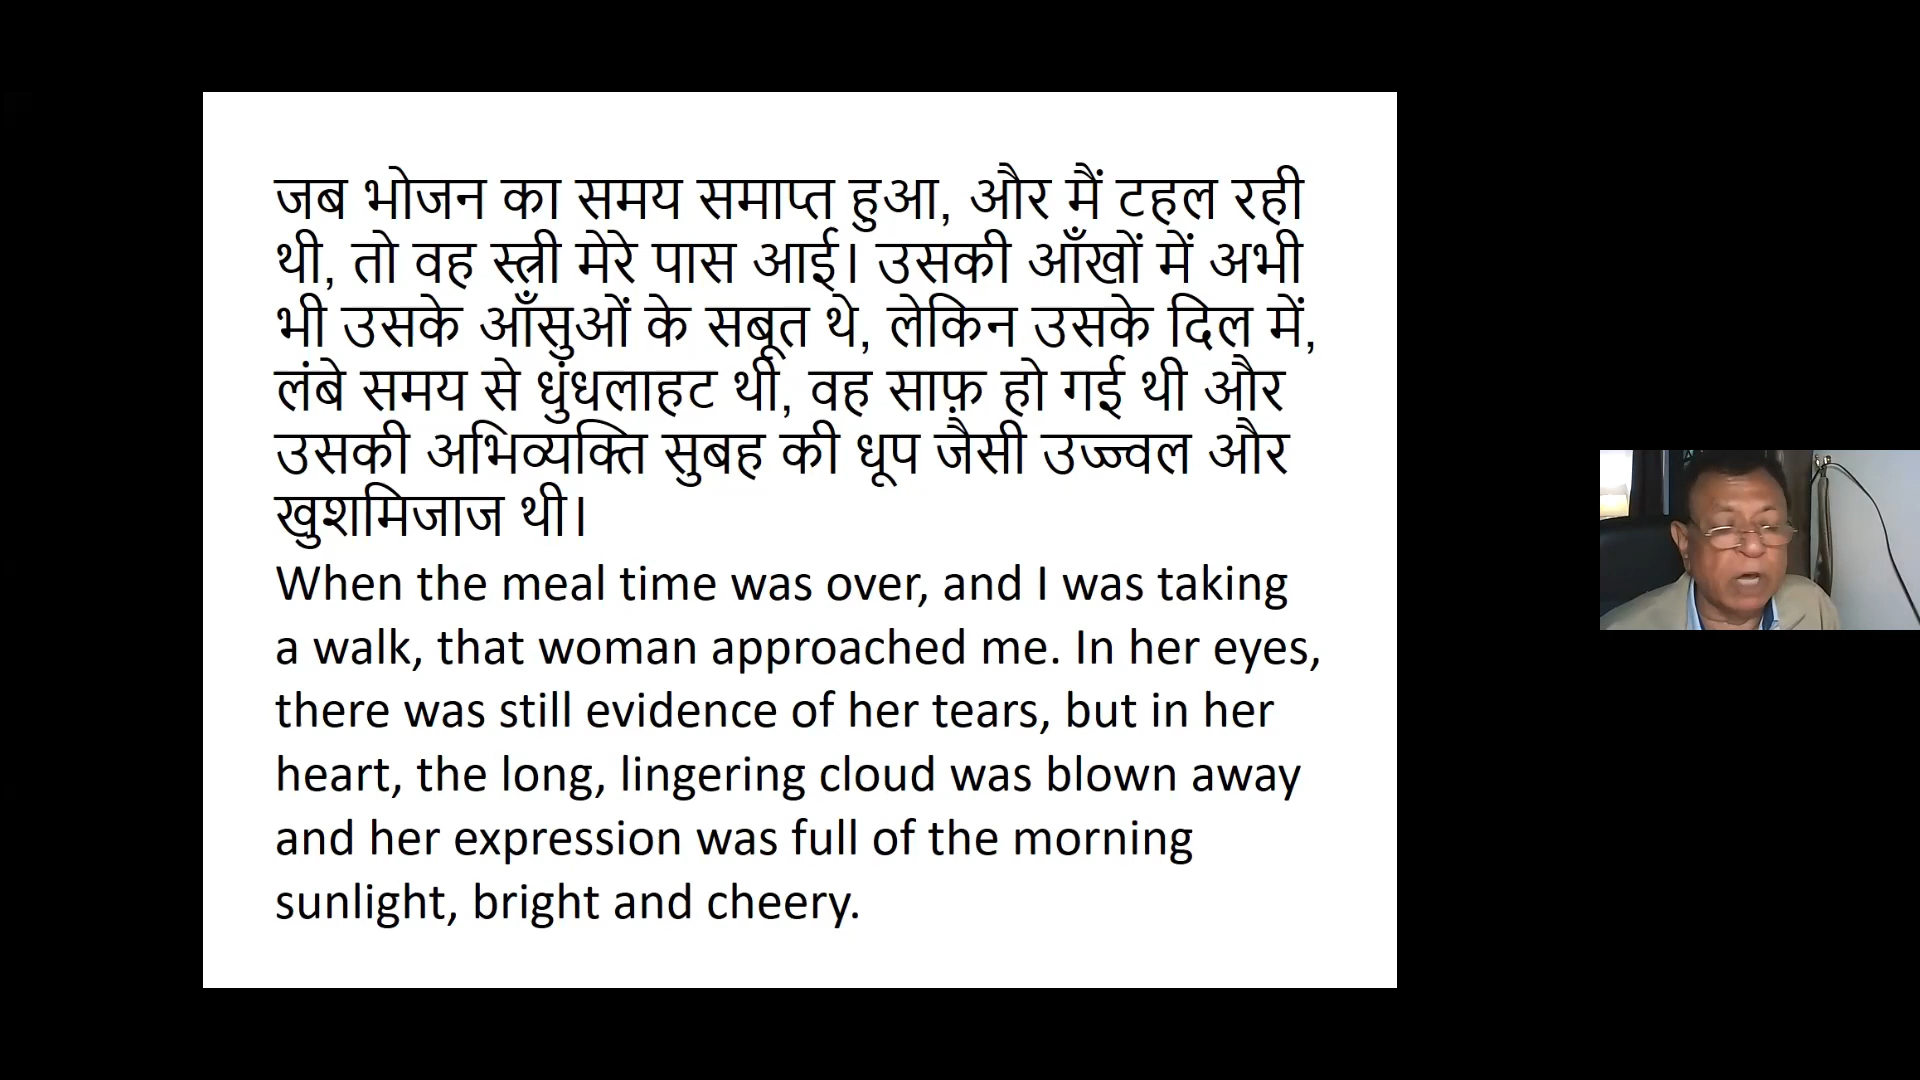 जब भोजन का समय समाप्त हुआ, और मैं टहल रही
थी, तो वह स्त्री मेरे पास आई। उसकी आँखों में अभी
भी उसके आँसुओं के सबूत थे, लेकिन उसके दिल में,
लंबे समय से धुंधलाहट थी, वह साफ़ हो गई थी और
उसकी अभिव्यक्ति सुबह की धूप जैसी उज्ज्वल और
खुशमिजाज थी।
When the meal time was over, and I was taking
a walk, that woman approached me. In her eyes,
there was still evidence of her tears, but in her
heart, the long, lingering cloud was blown away
and her expression was full of the morning
sunlight, bright and cheery.